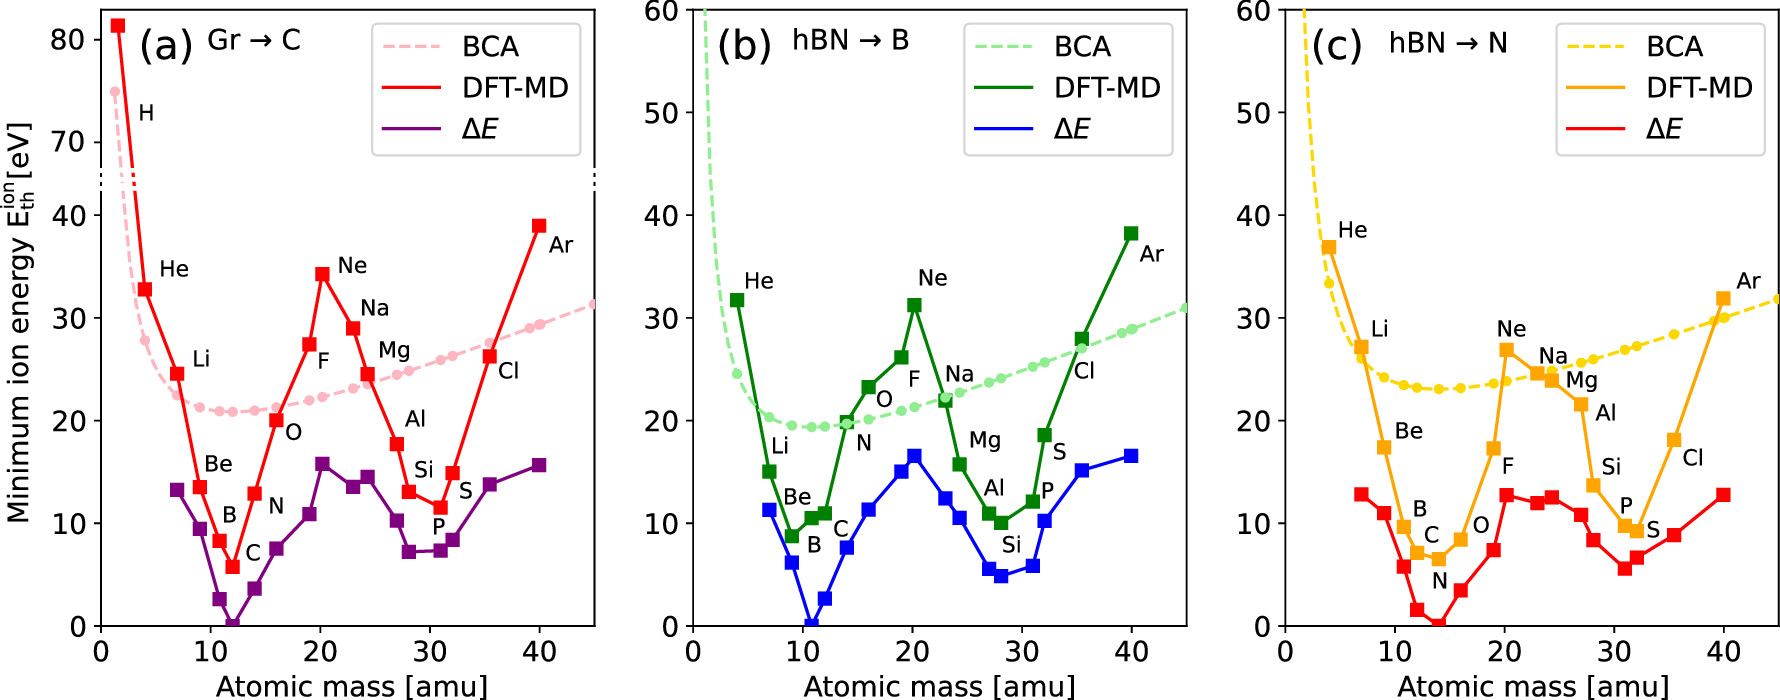 Minimum ion energy E_th^ion [eV]
(a) Gr → C
BCA
DFT-MD
ΔE
80
70
40
30
20
10
0
H
He
Li
Be
B
C
N
O
F
Ne
Na
Mg
Al
Si
P
S
Cl
Ar
0 10 20 30 40
Atomic mass [amu]
(b) hBN → B
BCA
DFT-MD
ΔE
60
50
40
30
20
10
0
He
Li
Be
B
C
N
O
F
Ne
Na
Mg
Al
Si
P
S
Cl
Ar
0 10 20 30 40
Atomic mass [amu]
(c) hBN → N
BCA
DFT-MD
ΔE
60
50
40
30
20
10
0
He
Li
Be
B
C
N
O
F
Ne
Na
Mg
Al
Si
P
S
Cl
Ar
0 10 20 30 40
Atomic mass [amu]